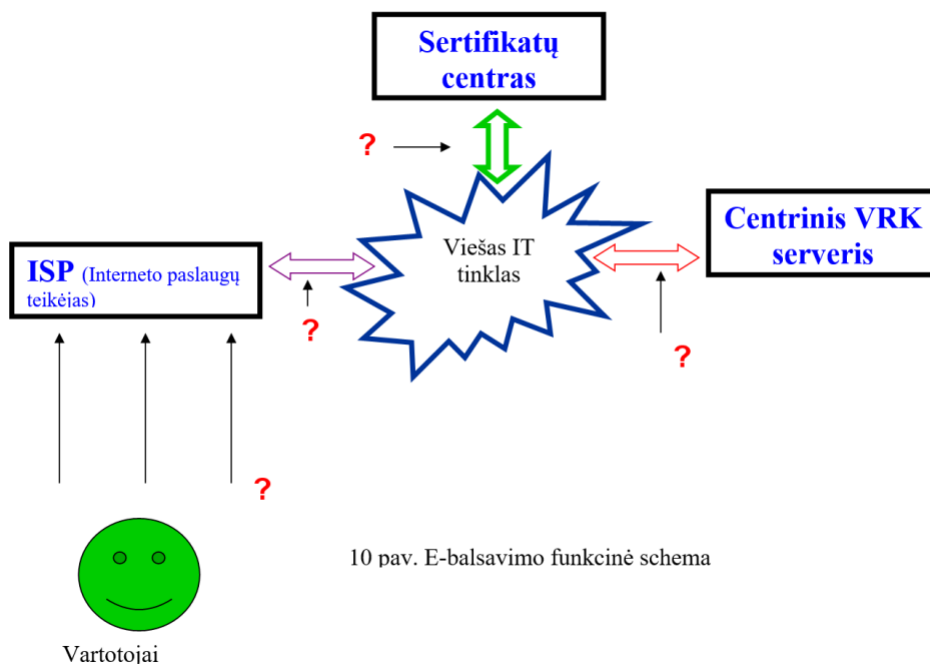 Sertifikatų
centras
?
Viešas IT
tinklas
Centrinis VRK
serveris
ISP (Interneto paslaugų
teikėjas)
?
?
?
10 pav. E-balsavimo funkcinė schema
Vartotojai